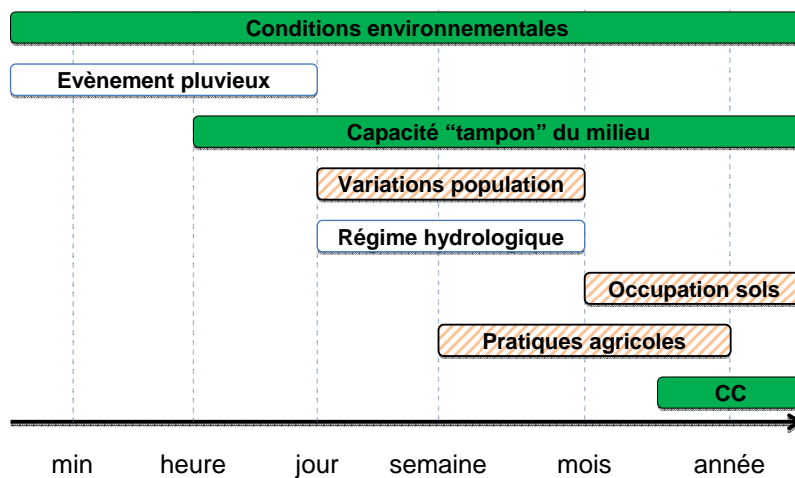 Conditions environnementales
Evènement pluvieux
Capacité “tampon” du milieu
Variations population
Régime hydrologique
Occupation sols
Pratiques agricoles
CC
min heure jour semaine mois année